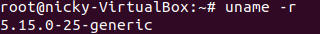 root@nicky-VirtualBox:~# uname -r
5.15.0-25-generic